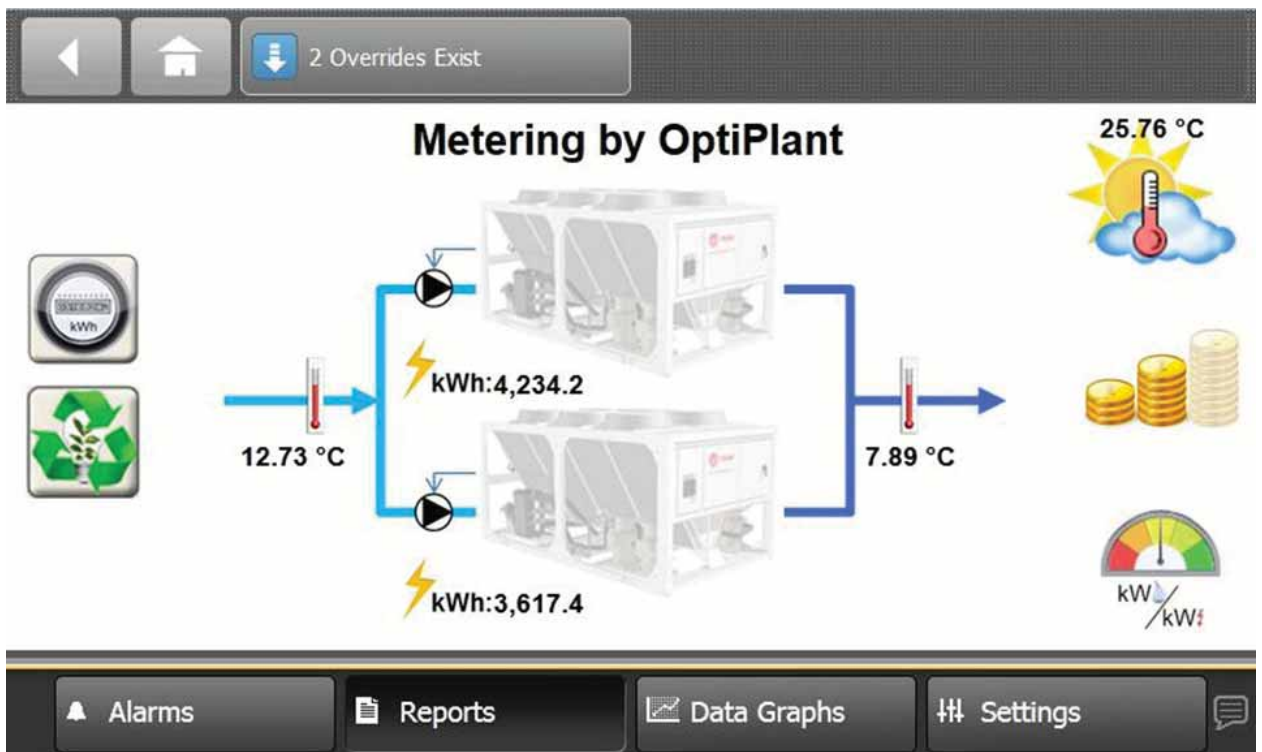 2 Overrides Exist
Metering by OptiPlant
25.76 °C
kWh
kWh:4,234.2
12.73 °C
7.89 °C
kWh:3,617.4
kW/kW
Alarms
Reports
Data Graphs
Settings